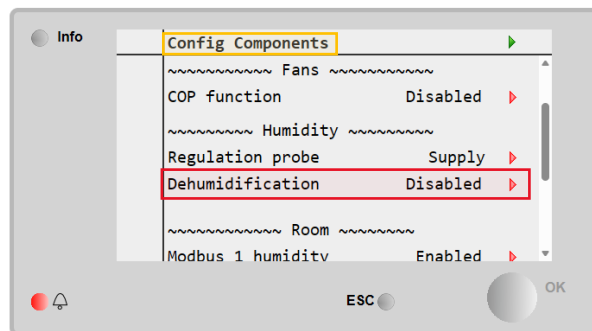 Info
Config Components
~~~~~~~~~~~ Fans ~~~~~~~~~~~
COP function Disabled
~~~~~~~~~ Humidity ~~~~~~~~~
Regulation probe Supply
Dehumidification Disabled
~~~~~~~~~~~~ Room ~~~~~~~~
Modbus 1 humidity Enabled
OK
ESC